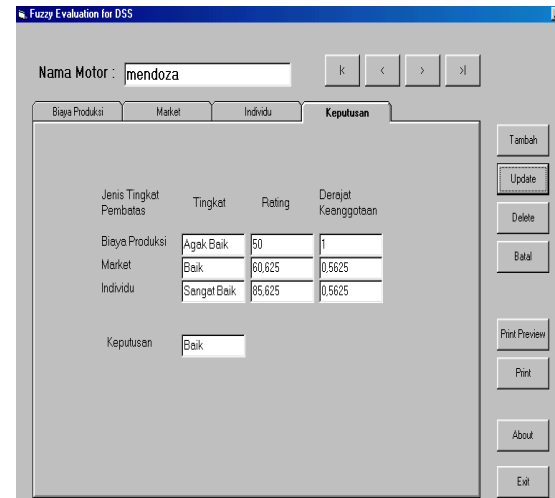 Fuzzy Evaluation for DSS
Nama Motor : mendoza
|< < > >|
Biaya Produksi Market Individu Keputusan
Jenis Tingkat Pembatas Tingkat Rating Derajat Keanggotaan
Biaya Produksi Agak Baik 50 1
Market Baik 60,625 0,5625
Individu Sangat Baik 85,625 0,5625
Keputusan Baik
Tambah
Update
Delete
Batal
Print Preview
Print
About
Exit